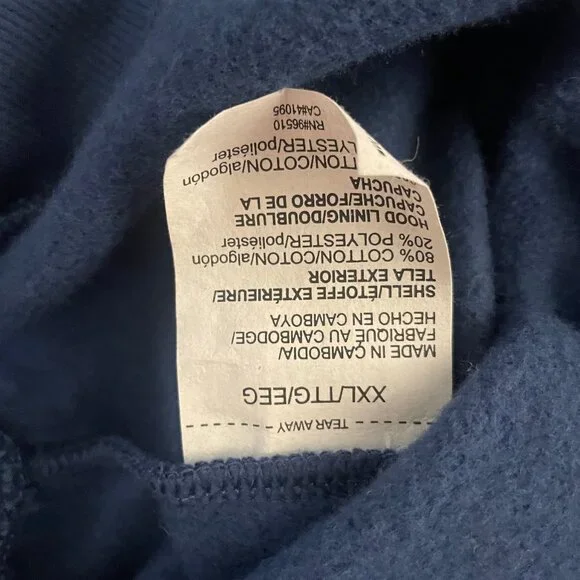 - - - - - - TEAR AWAY - - - -
XXL/TTG/EEG
MADE IN CAMBODIA/
FABRIQUÉ AU CAMBODGE/
HECHO EN CAMBOYA
SHELL/ÉTOFFE EXTÉRIEURE/
TELA EXTERIOR
80% COTTON/COTON/algodón
20% POLYESTER/poliéster
HOOD LINING/DOUBLURE
CAPUCHE/FORRO DE LA
CAPUCHA
/COTON/algodón
/poliéster
RN#96510
CA#41095